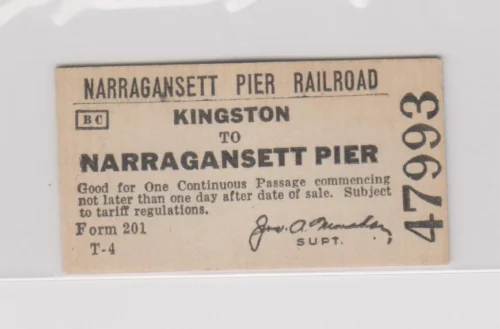 NARRAGANSETT PIER RAILROAD
BC
KINGSTON
TO
NARRAGANSETT PIER
Good for One Continuous Passage commencing
not later than one day after date of sale. Subject
to tariff regulations.
Form 201
T-4
SUPT.
47993